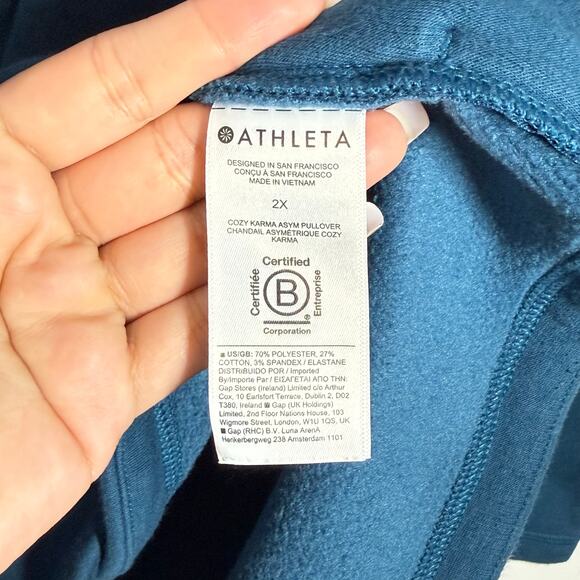 ATHLETA
DESIGNED IN SAN FRANCISCO
CONÇU À SAN FRANCISCO
MADE IN VIETNAM
2X
COZY KARMA ASYM PULLOVER
CHANDAIL ASYMÉTRIQUE COZY
KARMA
Certified
Certifiée
B
Entreprise
®
Corporation
US/GB: 70% POLYESTER, 27%
COTTON, 3% SPANDEX / ELASTANE
DISTRIBUIDO POR / Imported
By/Importe Par / ΕΙΣΑΓΕΤΑΙ ΑΠΟ ΤΗΝ:
Gap Stores (Ireland) Limited c/o Arthur
Cox, 10 Earlsfort Terrace, Dublin 2, D02
T380, Ireland Gap (UK Holdings)
Limited, 2nd Floor Nations House, 103
Wigmore Street, London, W1U 1QS, UK
Gap (RHC) B.V. Luna ArenA
Herikerbergweg 238 Amsterdam 1101